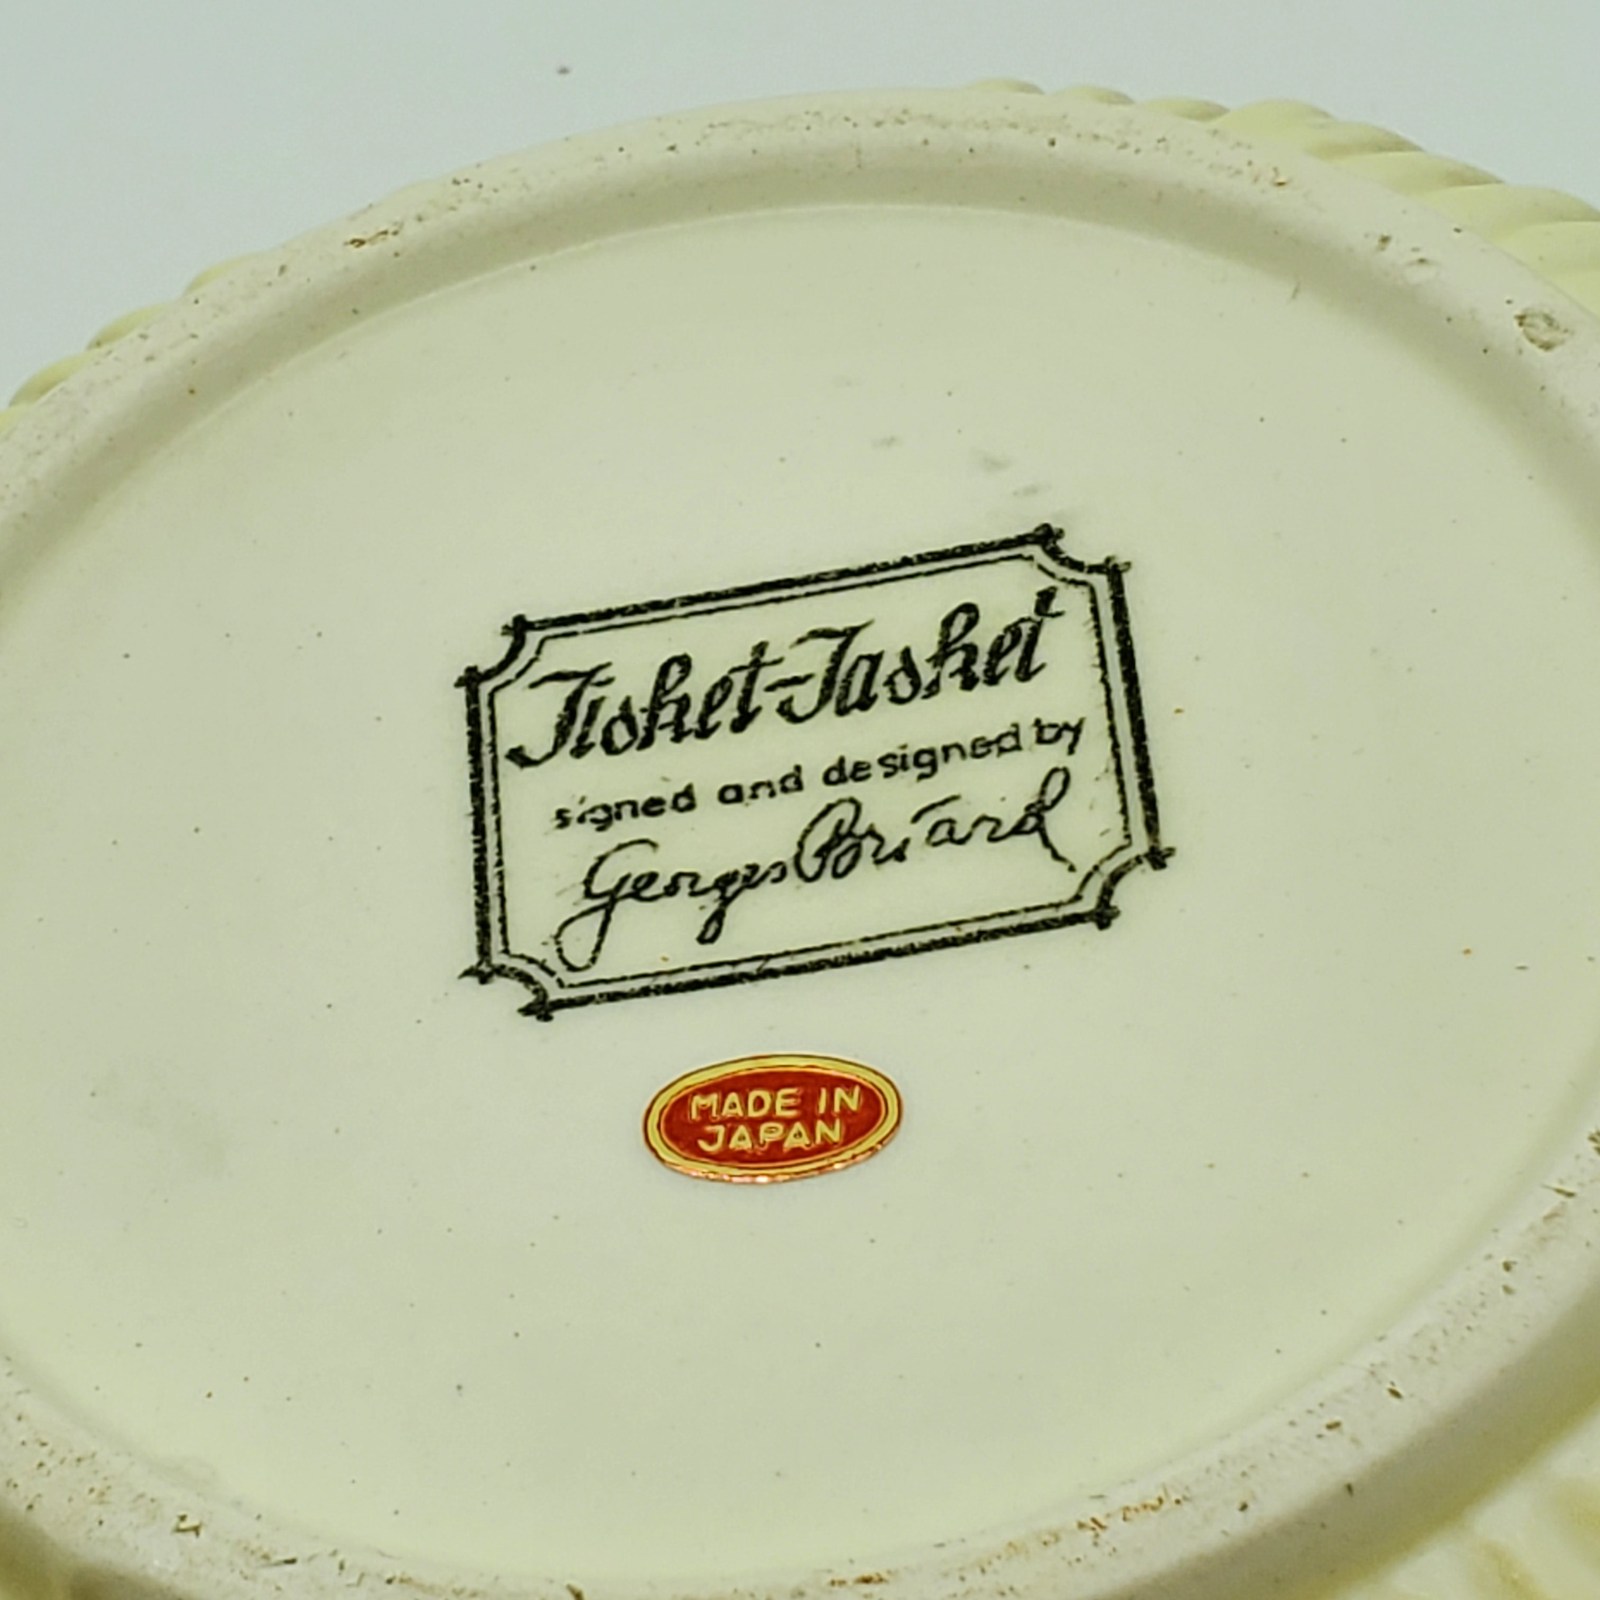 Tisket-Tasket
signed and designed by
Georges Briard
MADE IN
JAPAN